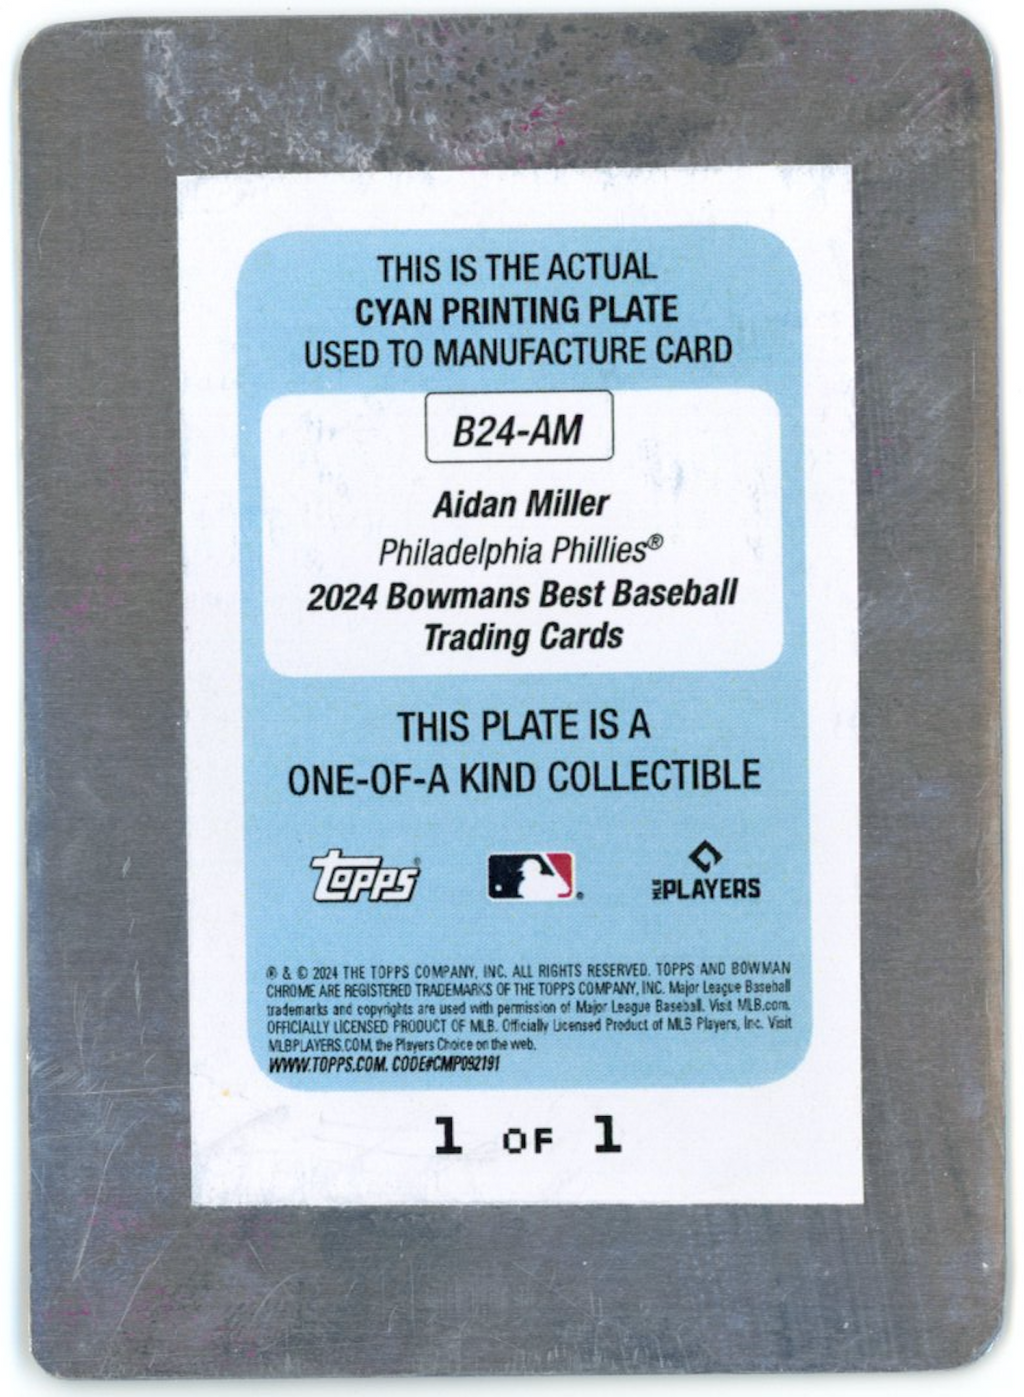 THIS IS THE ACTUAL
CYAN PRINTING PLATE
USED TO MANUFACTURE CARD
B24-AM
Aidan Miller
Philadelphia Phillies®
2024 Bowmans Best Baseball
Trading Cards
THIS PLATE IS A
ONE-OF-A KIND COLLECTIBLE
topps®
®
MLB PLAYERS
® & © 2024 THE TOPPS COMPANY, INC. ALL RIGHTS RESERVED. TOPPS AND BOWMAN
CHROME ARE REGISTERED TRADEMARKS OF THE TOPPS COMPANY, INC. Major League Baseball
trademarks and copyrights are used with permission of Major League Baseball. Visit MLB.com.
OFFICIALLY LICENSED PRODUCT OF MLB. Officially Licensed Product of MLB Players, Inc. Visit
MLBPLAYERS.COM, the Players Choice on the web.
WWW.TOPPS.COM. CODE#CMP092191
1 OF 1